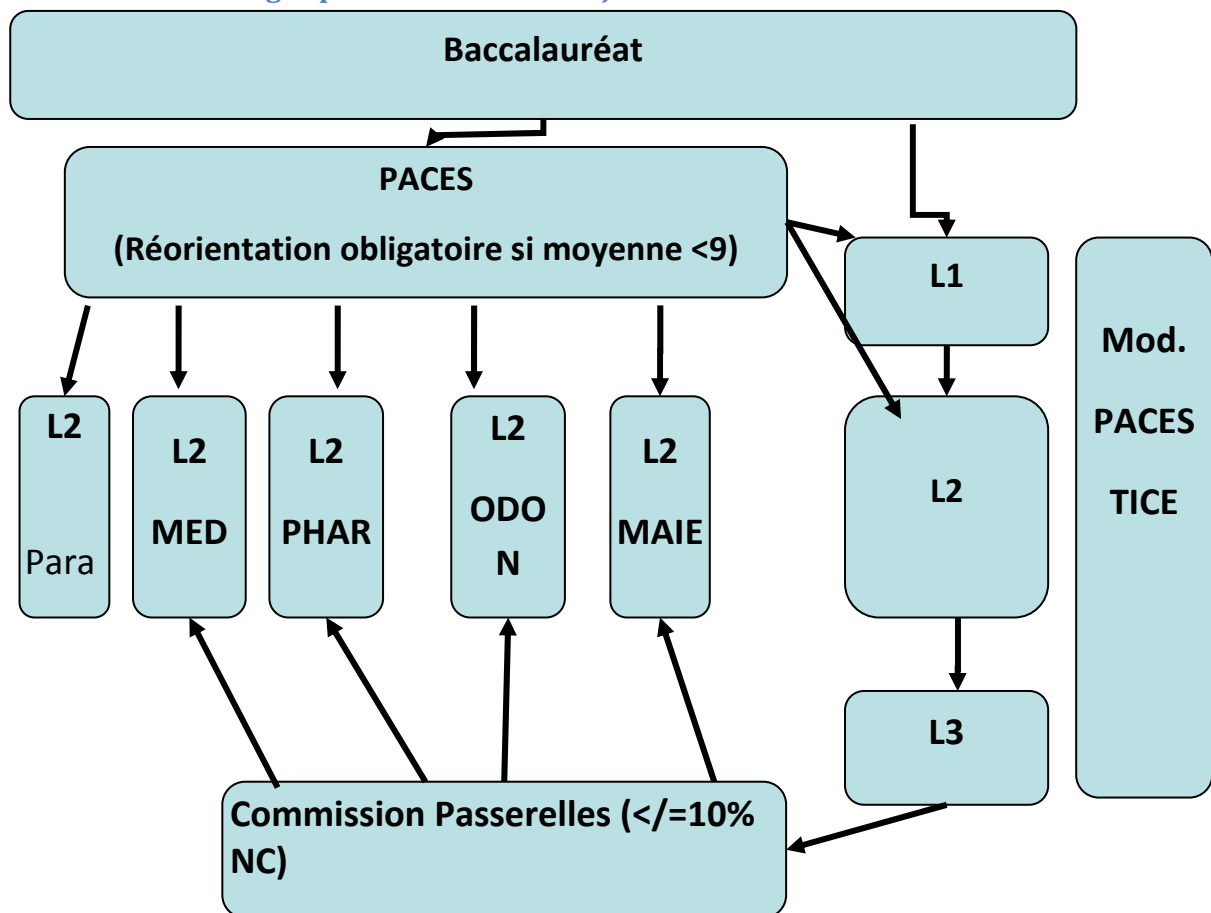 Baccalauréat
PACES
(Réorientation obligatoire si moyenne <9)
L1
Mod.
PACES
TICE
L2
Para
L2
MED
L2
PHAR
L2
ODO
N
L2
MAIE
L2
L3
Commission Passerelles (</=10%
NC)